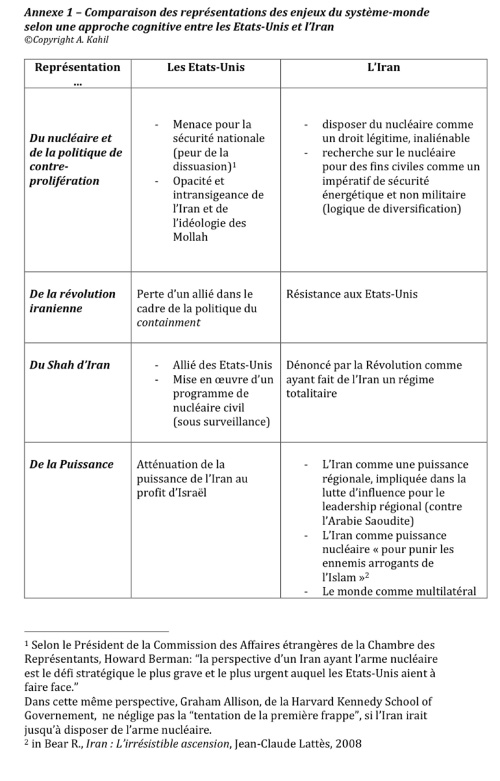 Annexe 1 – Comparaison des représentations des enjeux du système-monde
selon une approche cognitive entre les Etats-Unis et l'Iran
©Copyright A. Kahil
Représentation
...
Les Etats-Unis
L'Iran
Du nucléaire et
de la politique de
contre-
prolifération
- Menace pour la
sécurité nationale
(peur de la
dissuasion)¹
- Opacité et
intransigeance de
l'Iran et de
l'idéologie des
Mollah
- disposer du nucléaire comme
un droit légitime, inaliénable
- recherche sur le nucléaire
pour des fins civiles comme un
impératif de sécurité
énergétique et non militaire
(logique de diversification)
De la révolution
iranienne
Perte d'un allié dans le
cadre de la politique du
containment
Résistance aux Etats-Unis
Du Shah d'Iran
- Allié des Etats-Unis
- Mise en œuvre d'un
programme de
nucléaire civil
(sous surveillance)
Dénoncé par la Révolution comme
ayant fait de l'Iran un régime
totalitaire
De la Puissance
Atténuation de la
puissance de l'Iran au
profit d'Israël
- L'Iran comme une puissance
régionale, impliquée dans la
lutte d'influence pour le
leadership régional (contre
l'Arabie Saoudite)
- L'Iran comme puissance
nucléaire « pour punir les
ennemis arrogants de
l'Islam »²
- Le monde comme multilatéral
¹ Selon le Président de la Commission des Affaires étrangères de la Chambre des
Représentants, Howard Berman: "la perspective d'un Iran ayant l'arme nucléaire
est le défi stratégique le plus grave et le plus urgent auquel les Etats-Unis aient à
faire face."
Dans cette même perspective, Graham Allison, de la Harvard Kennedy School of
Governement, ne néglige pas la "tentation de la première frappe", si l'Iran irait
jusqu'à disposer de l'arme nucléaire.
² in Bear R., Iran : L'irrésistible ascension, Jean-Claude Lattès, 2008